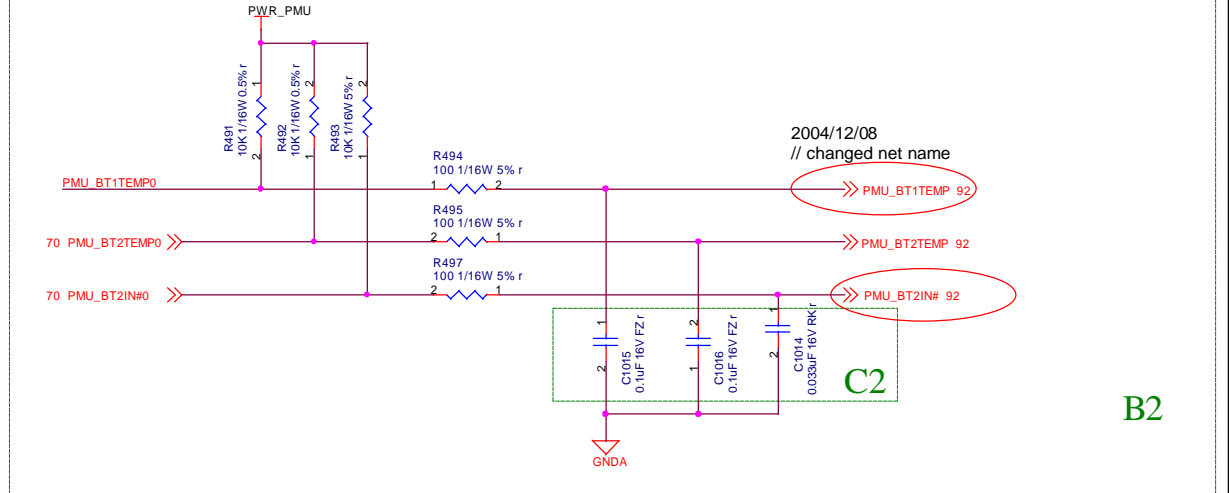 PWR_PMU
1
2
2
R491
10K 1/16W 0.5% r
R492
10K 1/16W 0.5% r
R493
10K 1/16W 5% r
2
1
1
2004/12/08
// changed net name
R494
100 1/16W 5% r
PMU_BT1TEMP0
1
2
PMU_BT1TEMP 92
R495
100 1/16W 5% r
70 PMU_BT2TEMP0
2
1
PMU_BT2TEMP 92
R497
100 1/16W 5% r
70 PMU_BT2IN#0
2
1
PMU_BT2IN# 92
1
2
1
C1015
0.1uF 16V FZ r
C1016
0.1uF 16V FZ r
C1014
0.033uF 16V RK r
2
1
2
C2
B2
GNDA